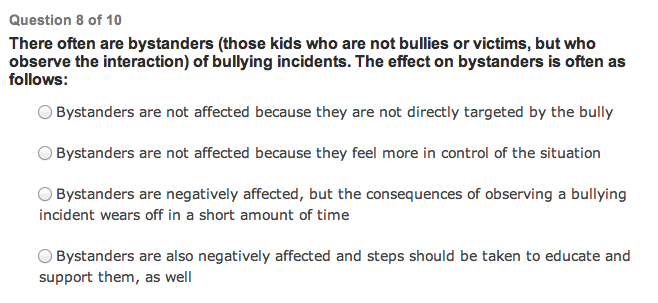 Question 8 of 10
There often are bystanders (those kids who are not bullies or victims, but who
observe the interaction) of bullying incidents. The effect on bystanders is often as
follows:
Bystanders are not affected because they are not directly targeted by the bully
Bystanders are not affected because they feel more in control of the situation
Bystanders are negatively affected, but the consequences of observing a bullying
incident wears off in a short amount of time
Bystanders are also negatively affected and steps should be taken to educate and
support them, as well